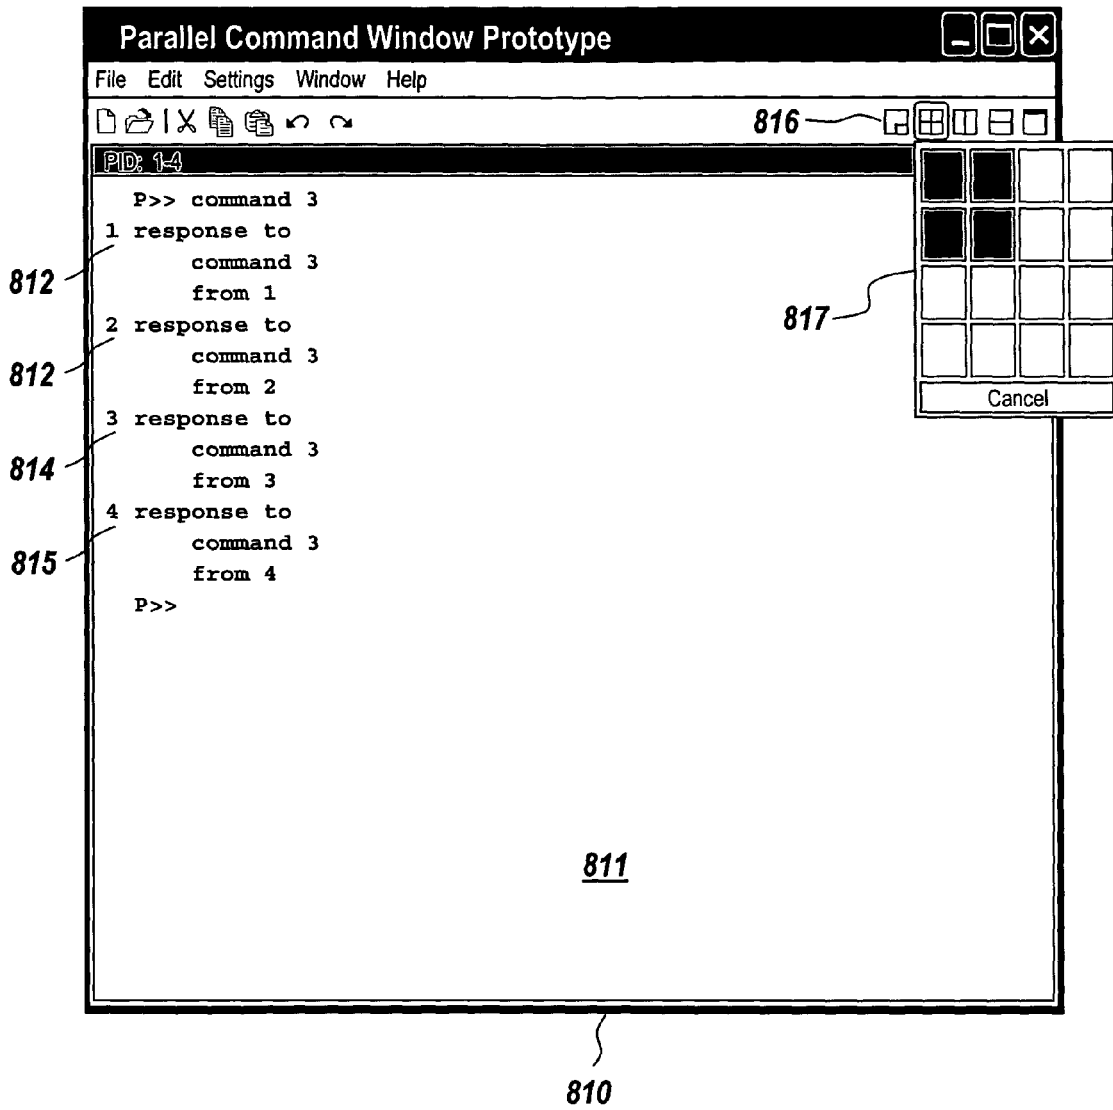 Parallel Command Window Prototype
File Edit Settings Window Help
816
PID: 1-4
P>> command 3
1 response to
command 3
812
from 1
817
2 response to
command 3
812
from 2
Cancel
3 response to
command 3
814
from 3
4 response to
command 3
815
from 4
P>>
811
810